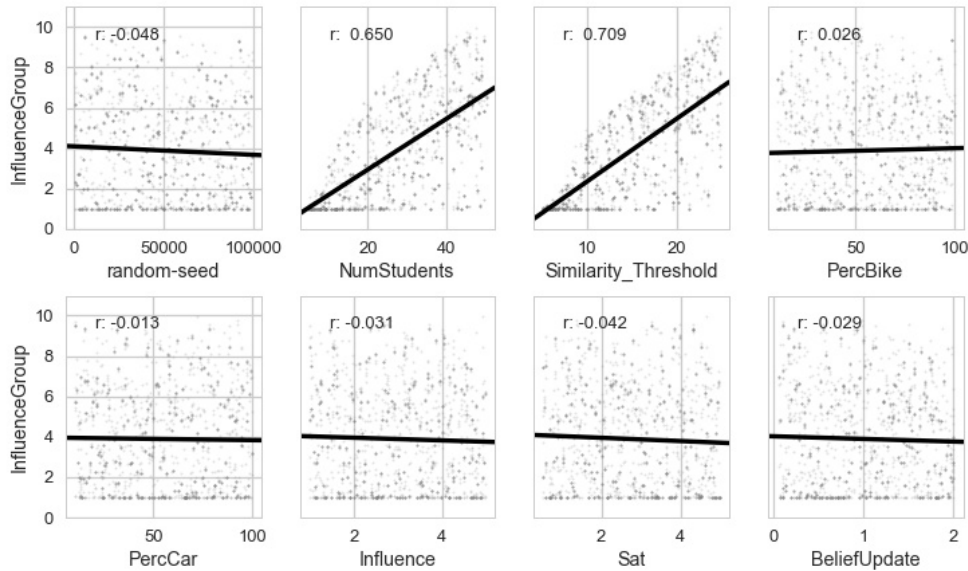 r: -0.048
r: 0.650
r: 0.709
r: 0.026
InfluenceGroup
10
8
6
4
2
0
0 50000 100000
20 40
10 20
50 100
random-seed
NumStudents
Similarity_Threshold
PercBike
r: -0.013
r: -0.031
r: -0.042
r: -0.029
InfluenceGroup
10
8
6
4
2
0
50 100
2 4
2 4
0 1 2
PercCar
Influence
Sat
BeliefUpdate